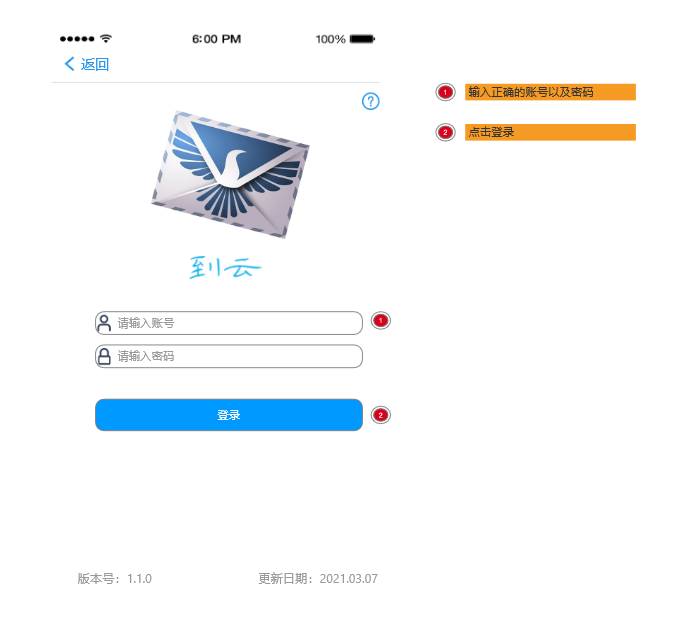 6:00 PM
100%
返回
?
1 输入正确的账号以及密码
2 点击登录
到云
请输入账号
1
请输入密码
登录
2
版本号：1.1.0
更新日期：2021.03.07